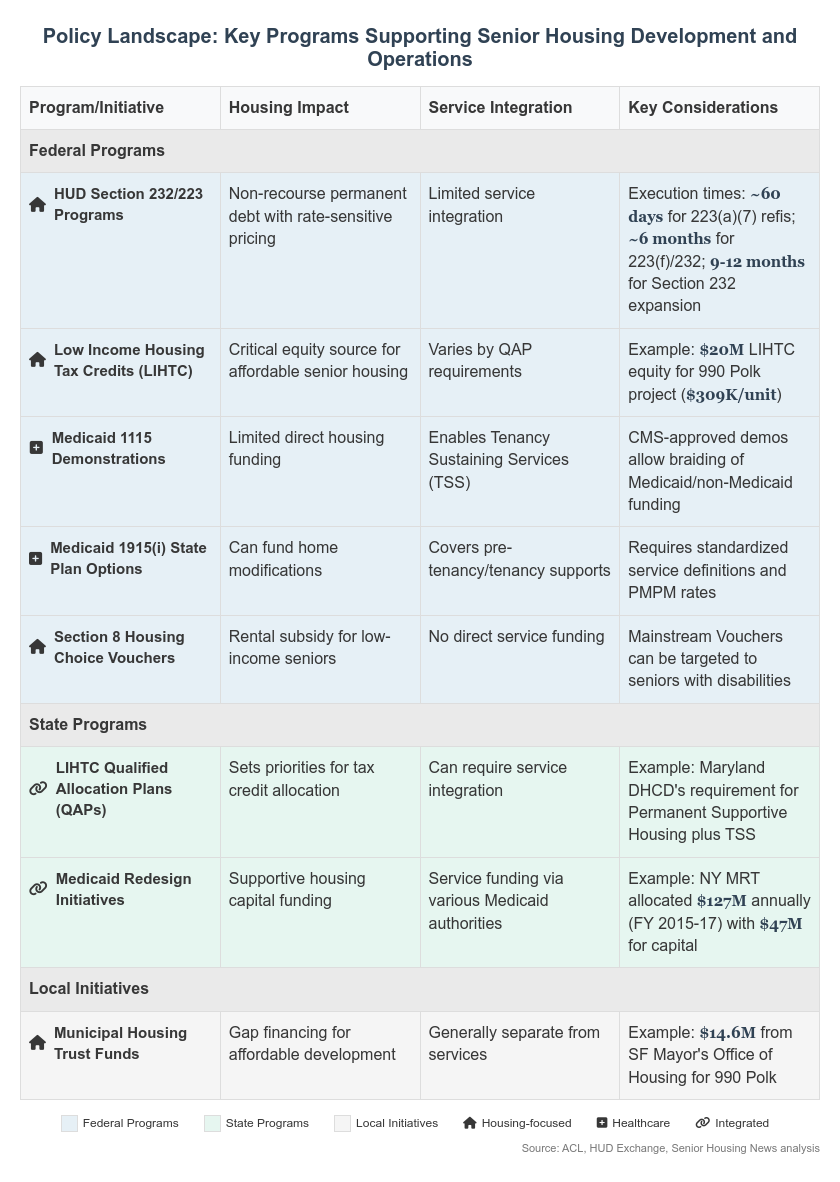 Policy Landscape: Key Programs Supporting Senior Housing Development and
Operations
Program/Initiative
Housing Impact
Service Integration
Key Considerations
Federal Programs
HUD Section 232/223
Programs
Non-recourse permanent
debt with rate-sensitive
pricing
Limited service
integration
Execution times: ~60
days for 223(a)(7) refis;
~6 months for
223(f)/232; 9-12 months
for Section 232
expansion
Low Income Housing
Tax Credits (LIHTC)
Critical equity source for
affordable senior housing
Varies by QAP
requirements
Example: $20M LIHTC
equity for 990 Polk
project ($309K/unit)
Medicaid 1115
Demonstrations
Limited direct housing
funding
Enables Tenancy
Sustaining Services
(TSS)
CMS-approved demos
allow braiding of
Medicaid/non-Medicaid
funding
Medicaid 1915(i) State
Plan Options
Can fund home
modifications
Covers pre-
tenancy/tenancy supports
Requires standardized
service definitions and
PMPM rates
Section 8 Housing
Choice Vouchers
Rental subsidy for low-
income seniors
No direct service funding
Mainstream Vouchers
can be targeted to
seniors with disabilities
State Programs
LIHTC Qualified
Allocation Plans
(QAPs)
Sets priorities for tax
credit allocation
Can require service
integration
Example: Maryland
DHCD's requirement for
Permanent Supportive
Housing plus TSS
Medicaid Redesign
Initiatives
Supportive housing
capital funding
Service funding via
various Medicaid
authorities
Example: NY MRT
allocated $127M annually
(FY 2015-17) with $47M
for capital
Local Initiatives
Municipal Housing
Trust Funds
Gap financing for
affordable development
Generally separate from
services
Example: $14.6M from
SF Mayor's Office of
Housing for 990 Polk
Federal Programs
State Programs
Local Initiatives
Housing-focused
Healthcare
Integrated
Source: ACL, HUD Exchange, Senior Housing News analysis